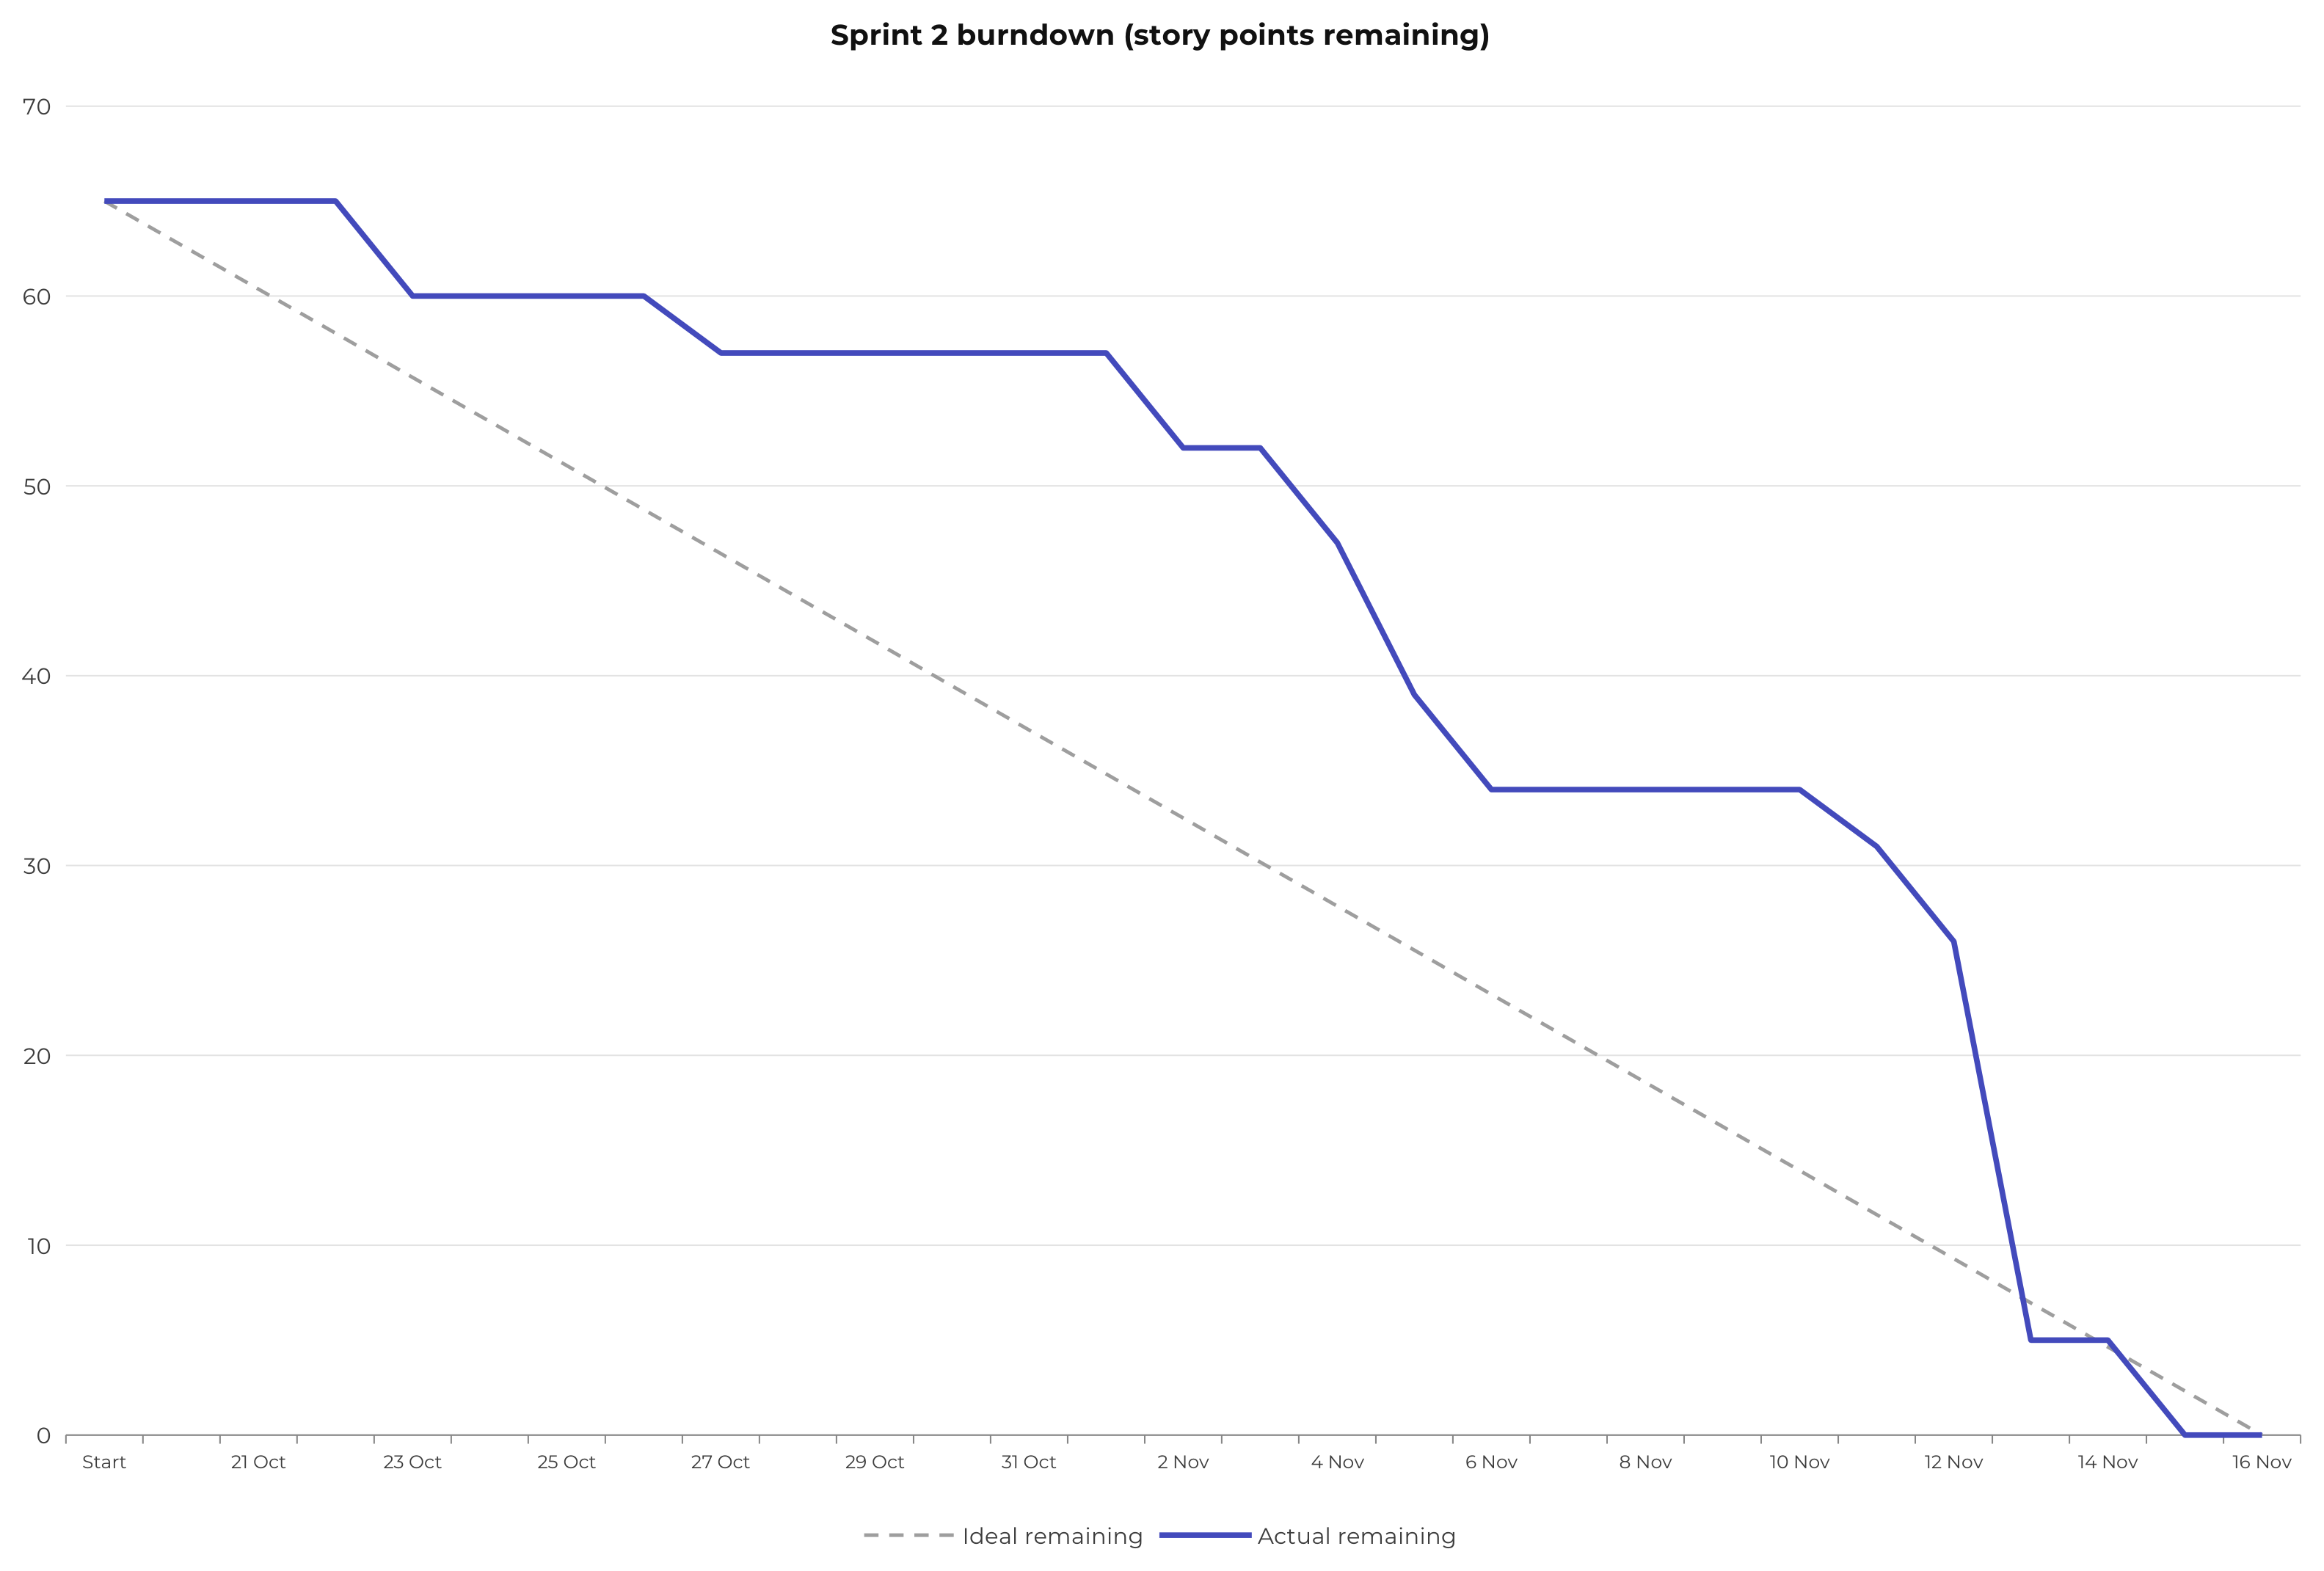 Sprint 2 burndown (story points remaining)
70
60
50
40
30
20
10
0
Start 21 Oct 23 Oct 25 Oct 27 Oct 29 Oct 31 Oct 2 Nov 4 Nov 6 Nov 8 Nov 10 Nov 12 Nov 14 Nov 16 Nov
Ideal remaining Actual remaining